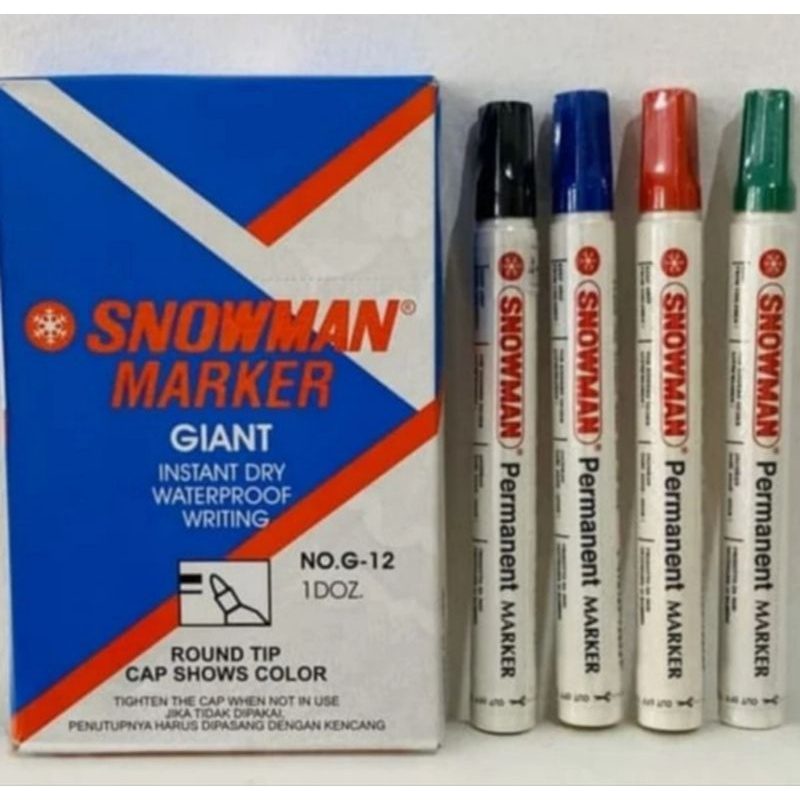 SNOWMAN®
MARKER
GIANT
INSTANT DRY
WATERPROOF
WRITING
NO.G-12
1DOZ.
ROUND TIP
CAP SHOWS COLOR
TIGHTEN THE CAP WHEN NOT IN USE
JIKA TIDAK DIPAKAI,
PENUTUPNYA HARUS DIPASANG DENGAN KENCANG
SNOWMAN® Permanent MARKER
SNOWMAN® Permanent MARKER
SNOWMAN® Permanent MARKER
SNOWMAN® Permanent MARKER